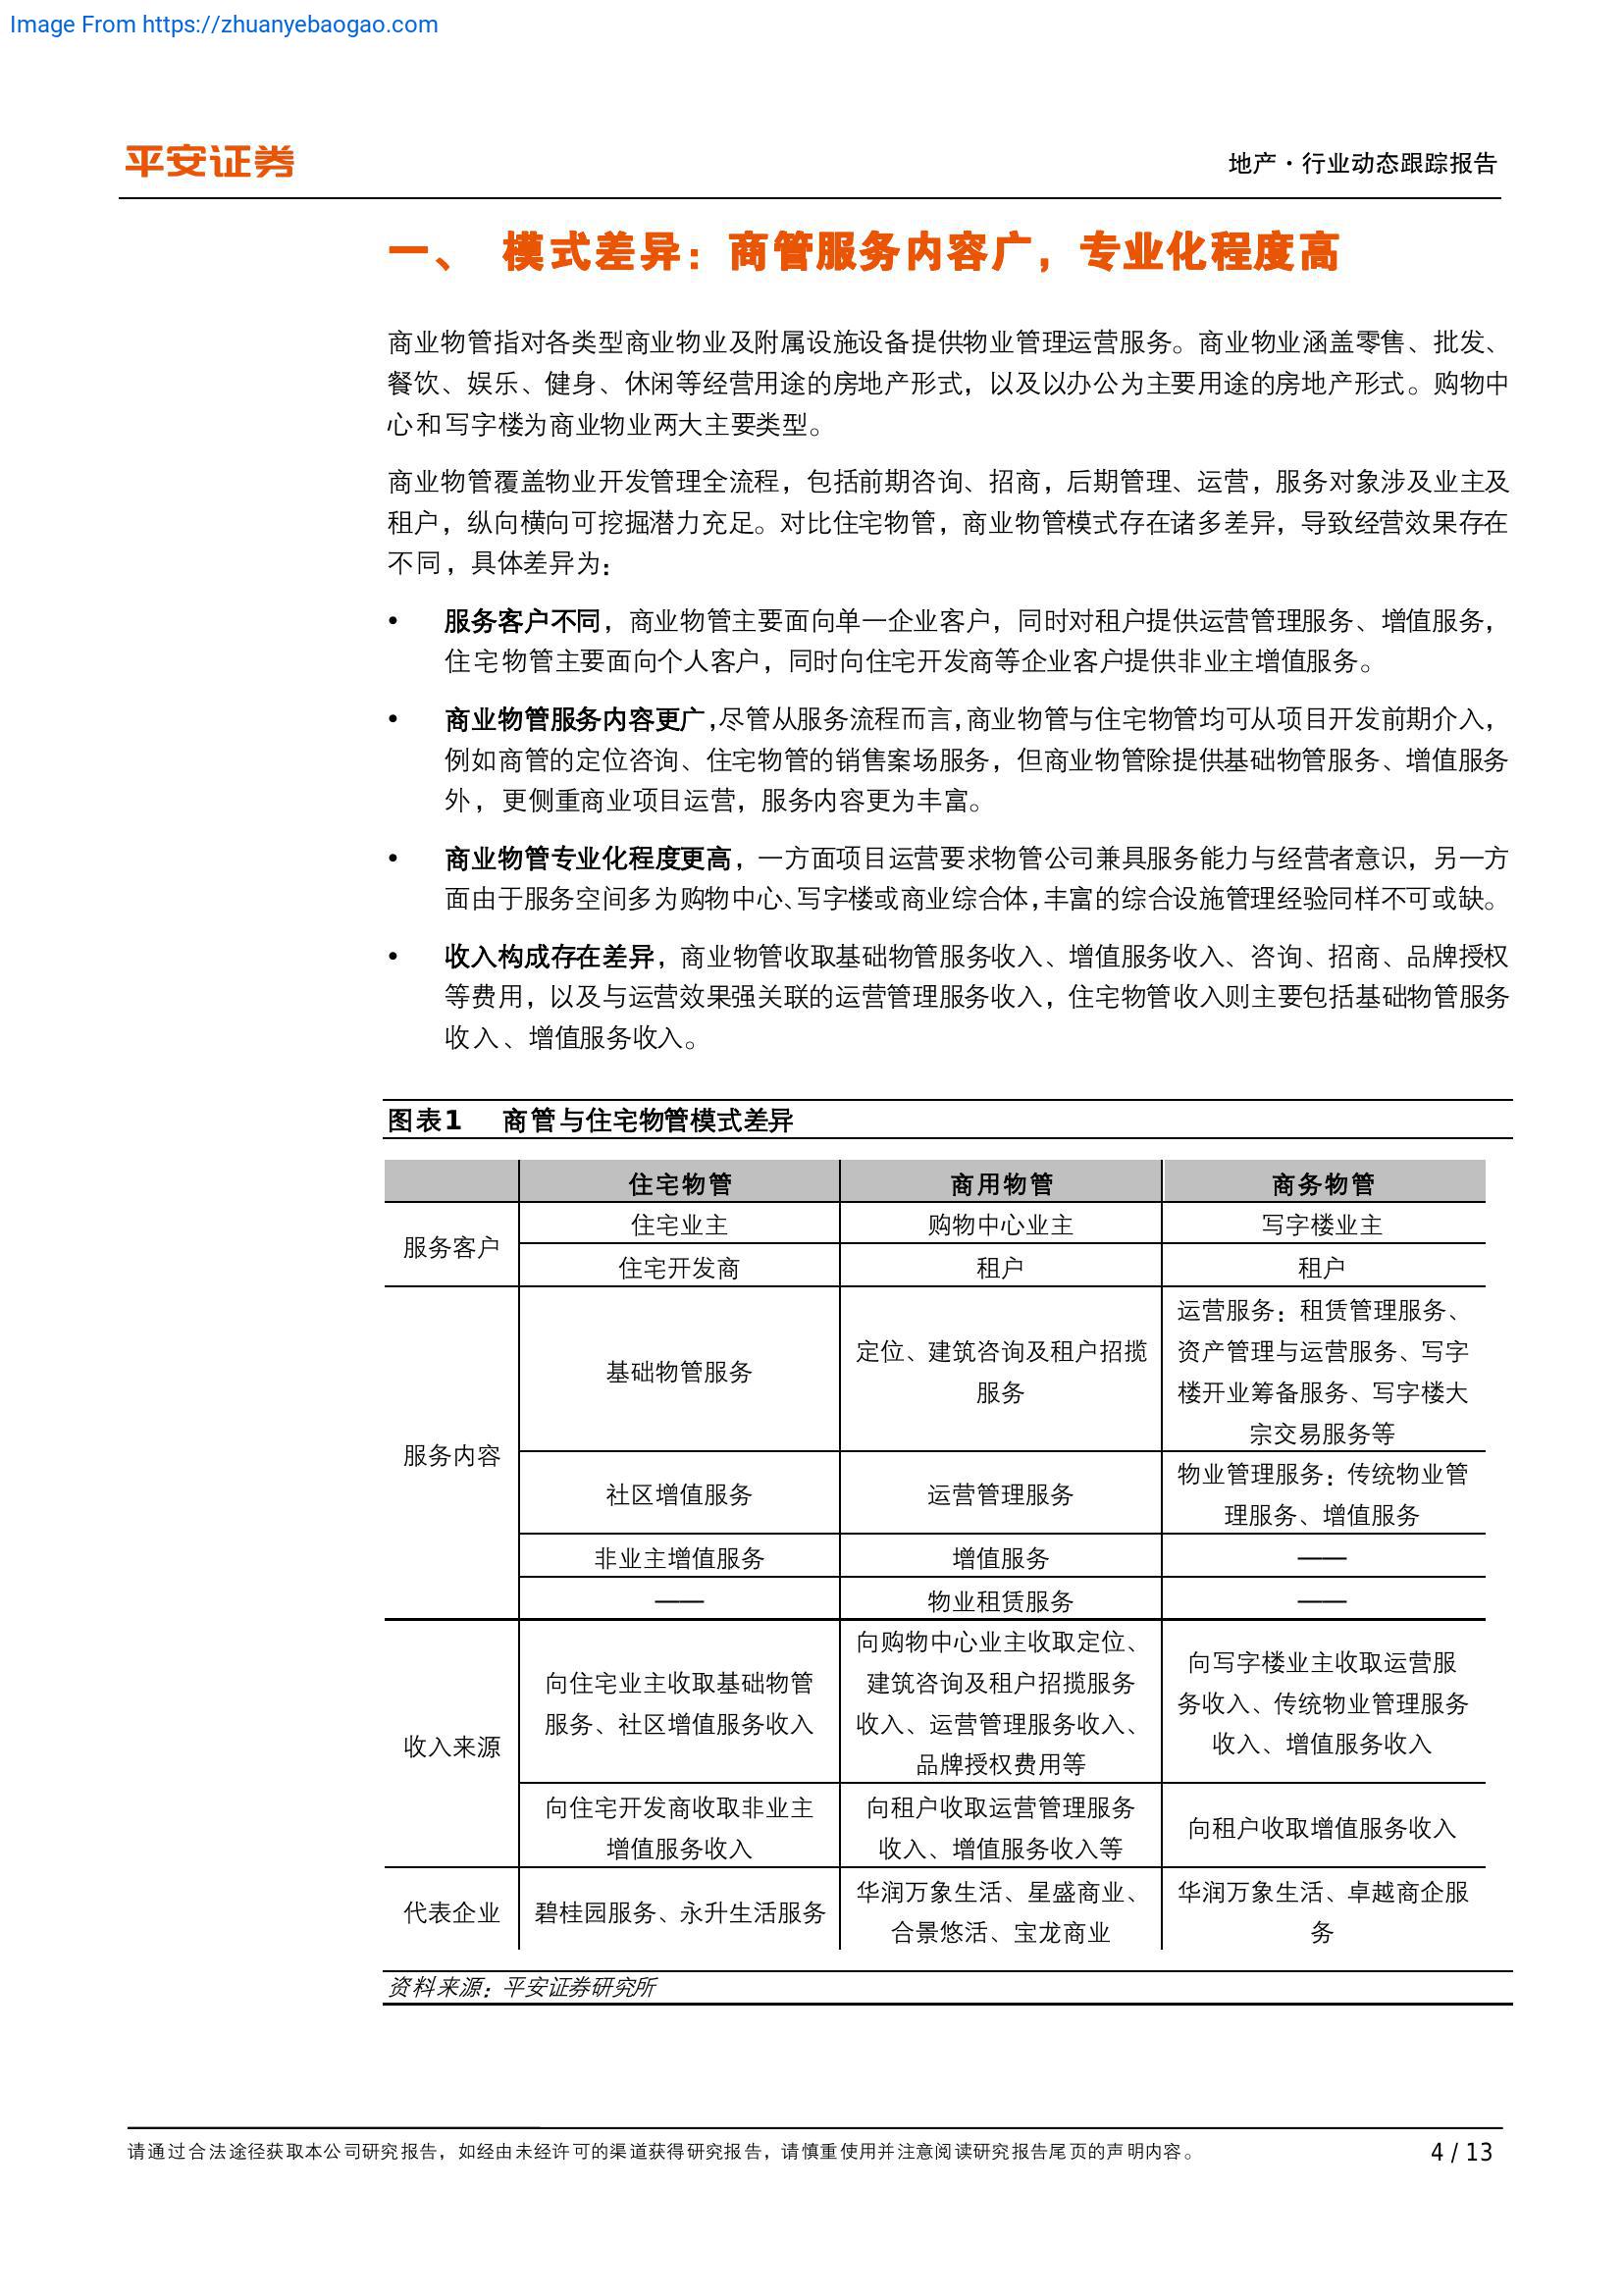 Image From https://zhuanyebaogao.com
平安证券
地产·行业动态跟踪报告
一、 模式差异：商管服务内容广，专业化程度高
商业物管指对各类型商业物业及附属设施设备提供物业管理运营服务。商业物业涵盖零售、批发、
餐饮、娱乐、健身、休闲等经营用途的房地产形式，以及以办公为主要用途的房地产形式。购物中
心和写字楼为商业物业两大主要类型。
商业物管覆盖物业开发管理全流程，包括前期咨询、招商，后期管理、运营，服务对象涉及业主及
租户，纵向横向可挖掘潜力充足。对比住宅物管，商业物管模式存在诸多差异，导致经营效果存在
不同，具体差异为：
• 服务客户不同，商业物管主要面向单一企业客户，同时对租户提供运营管理服务、增值服务，
住宅物管主要面向个人客户，同时向住宅开发商等企业客户提供非业主增值服务。
• 商业物管服务内容更广，尽管从服务流程而言，商业物管与住宅物管均可从项目开发前期介入，
例如商管的定位咨询、住宅物管的销售案场服务，但商业物管除提供基础物管服务、增值服务
外，更侧重商业项目运营，服务内容更为丰富。
• 商业物管专业化程度更高，一方面项目运营要求物管公司兼具服务能力与经营者意识，另一方
面由于服务空间多为购物中心、写字楼或商业综合体，丰富的综合设施管理经验同样不可或缺。
• 收入构成存在差异，商业物管收取基础物管服务收入、增值服务收入、咨询、招商、品牌授权
等费用，以及与运营效果强关联的运营管理服务收入，住宅物管收入则主要包括基础物管服务
收入、增值服务收入。
图表1 商管与住宅物管模式差异
住宅物管 商用物管 商务物管
服务客户
住宅业主 购物中心业主 写字楼业主
住宅开发商 租户 租户
服务内容
基础物管服务
定位、建筑咨询及租户招揽
服务
运营服务：租赁管理服务、
资产管理与运营服务、写字
楼开业筹备服务、写字楼大
宗交易服务等
社区增值服务
运营管理服务
物业管理服务：传统物业管
理服务、增值服务
非业主增值服务 增值服务 ——
—— 物业租赁服务 ——
收入来源
向住宅业主收取基础物管
服务、社区增值服务收入
向购物中心业主收取定位、
建筑咨询及租户招揽服务
收入、运营管理服务收入、
品牌授权费用等
向写字楼业主收取运营服
务收入、传统物业管理服务
收入、增值服务收入
向住宅开发商收取非业主
增值服务收入
向租户收取运营管理服务
收入、增值服务收入等
向租户收取增值服务收入
代表企业
碧桂园服务、永升生活服务
华润万象生活、星盛商业、
合景悠活、宝龙商业
华润万象生活、卓越商企服
务
资料来源：平安证券研究所
请通过合法途径获取本公司研究报告，如经由未经许可的渠道获得研究报告，请慎重使用并注意阅读研究报告尾页的声明内容。
4 / 13